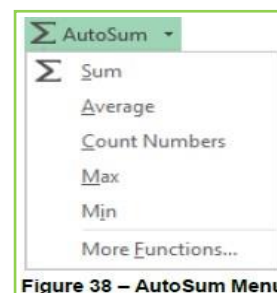 ∑ AutoSum
∑ Sum
Average
Count Numbers
Max
Min
More Functions...
Figure 38 – AutoSum Menu